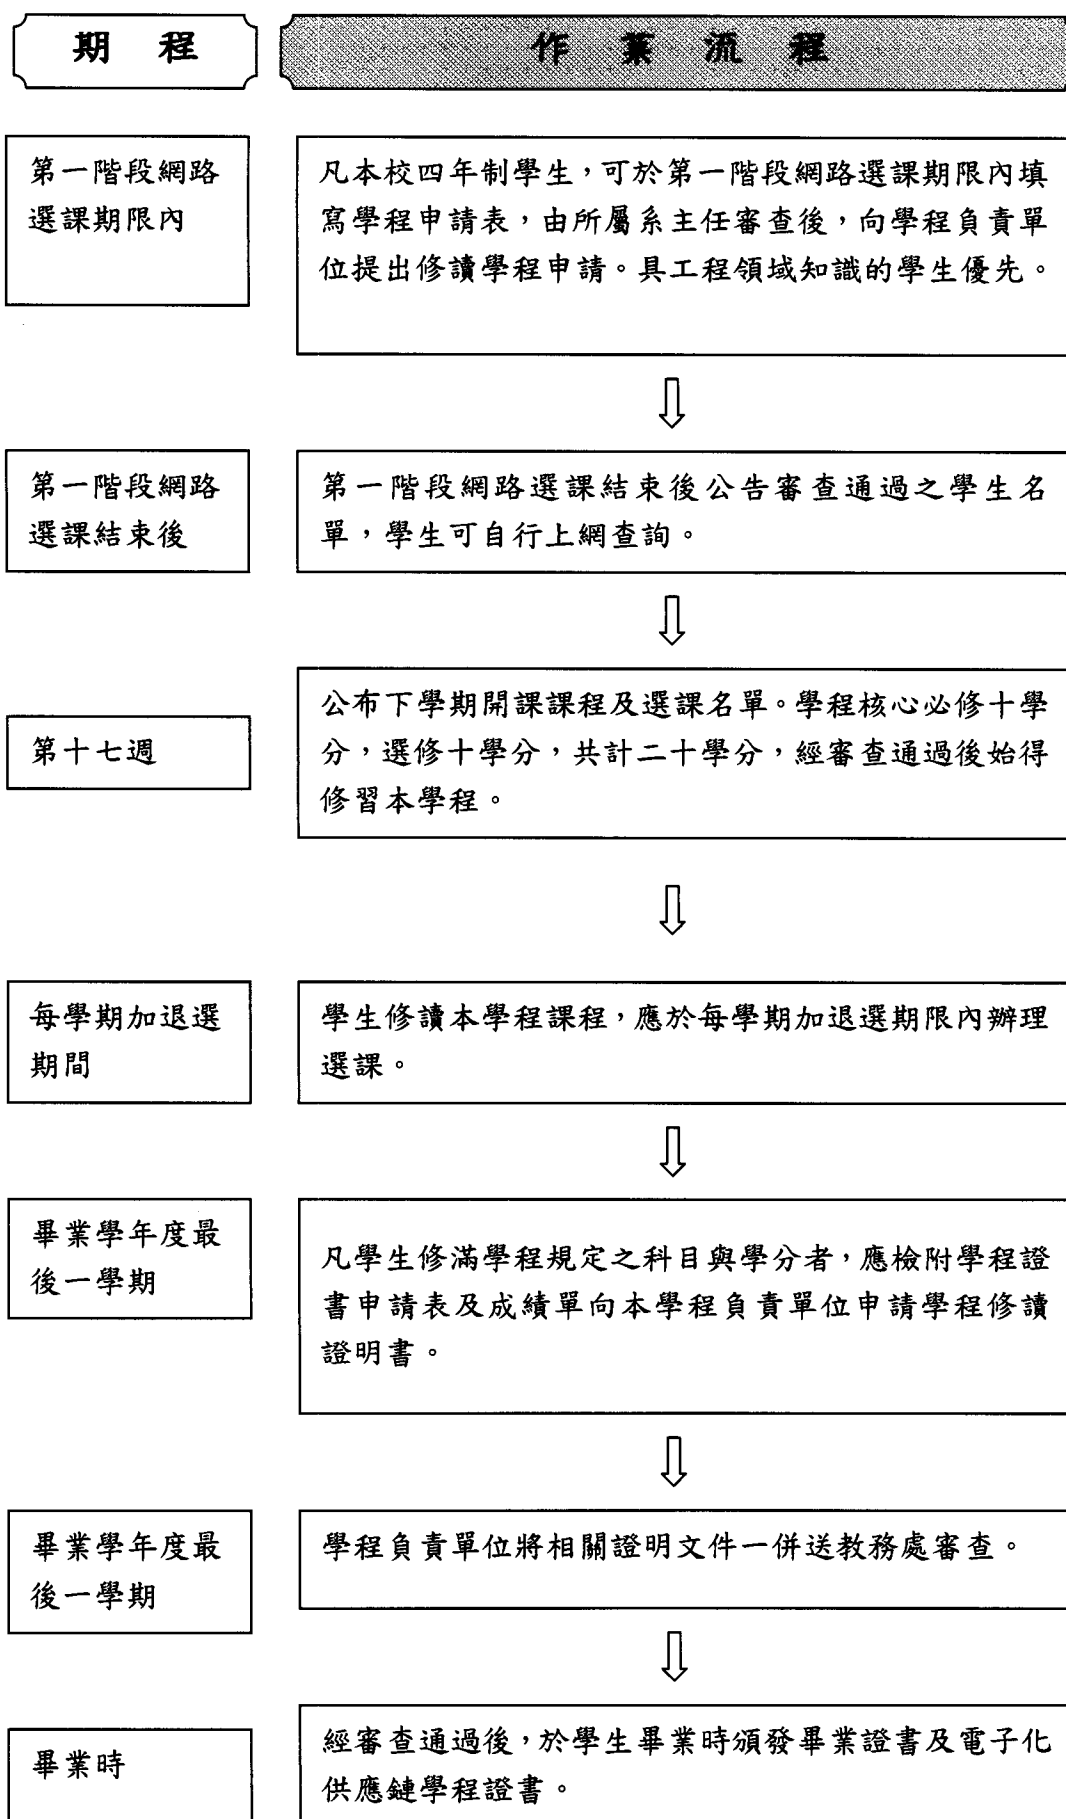 期程
作業流程
第一階段網路
選課期限內
凡本校四年制學生，可於第一階段網路選課期限內填
寫學程申請表，由所屬系主任審查後，向學程負責單
位提出修讀學程申請。具工程領域知識的學生優先。
第一階段網路
選課結束後
第一階段網路選課結束後公告審查通過之學生名
單，學生可自行上網查詢。
第十七週
公布下學期開課課程及選課名單。學程核心必修十學
分，選修十學分，共計二十學分，經審查通過後始得
修習本學程。
每學期加退選
期間
學生修讀本學程課程，應於每學期加退選期限內辦理
選課。
畢業學年度最
後一學期
凡學生修滿學程規定之科目與學分者，應檢附學程證
書申請表及成績單向本學程負責單位申請學程修讀
證明書。
畢業學年度最
後一學期
學程負責單位將相關證明文件一併送教務處審查。
畢業時
經審查通過後，於學生畢業時頒發畢業證書及電子化
供應鏈學程證書。